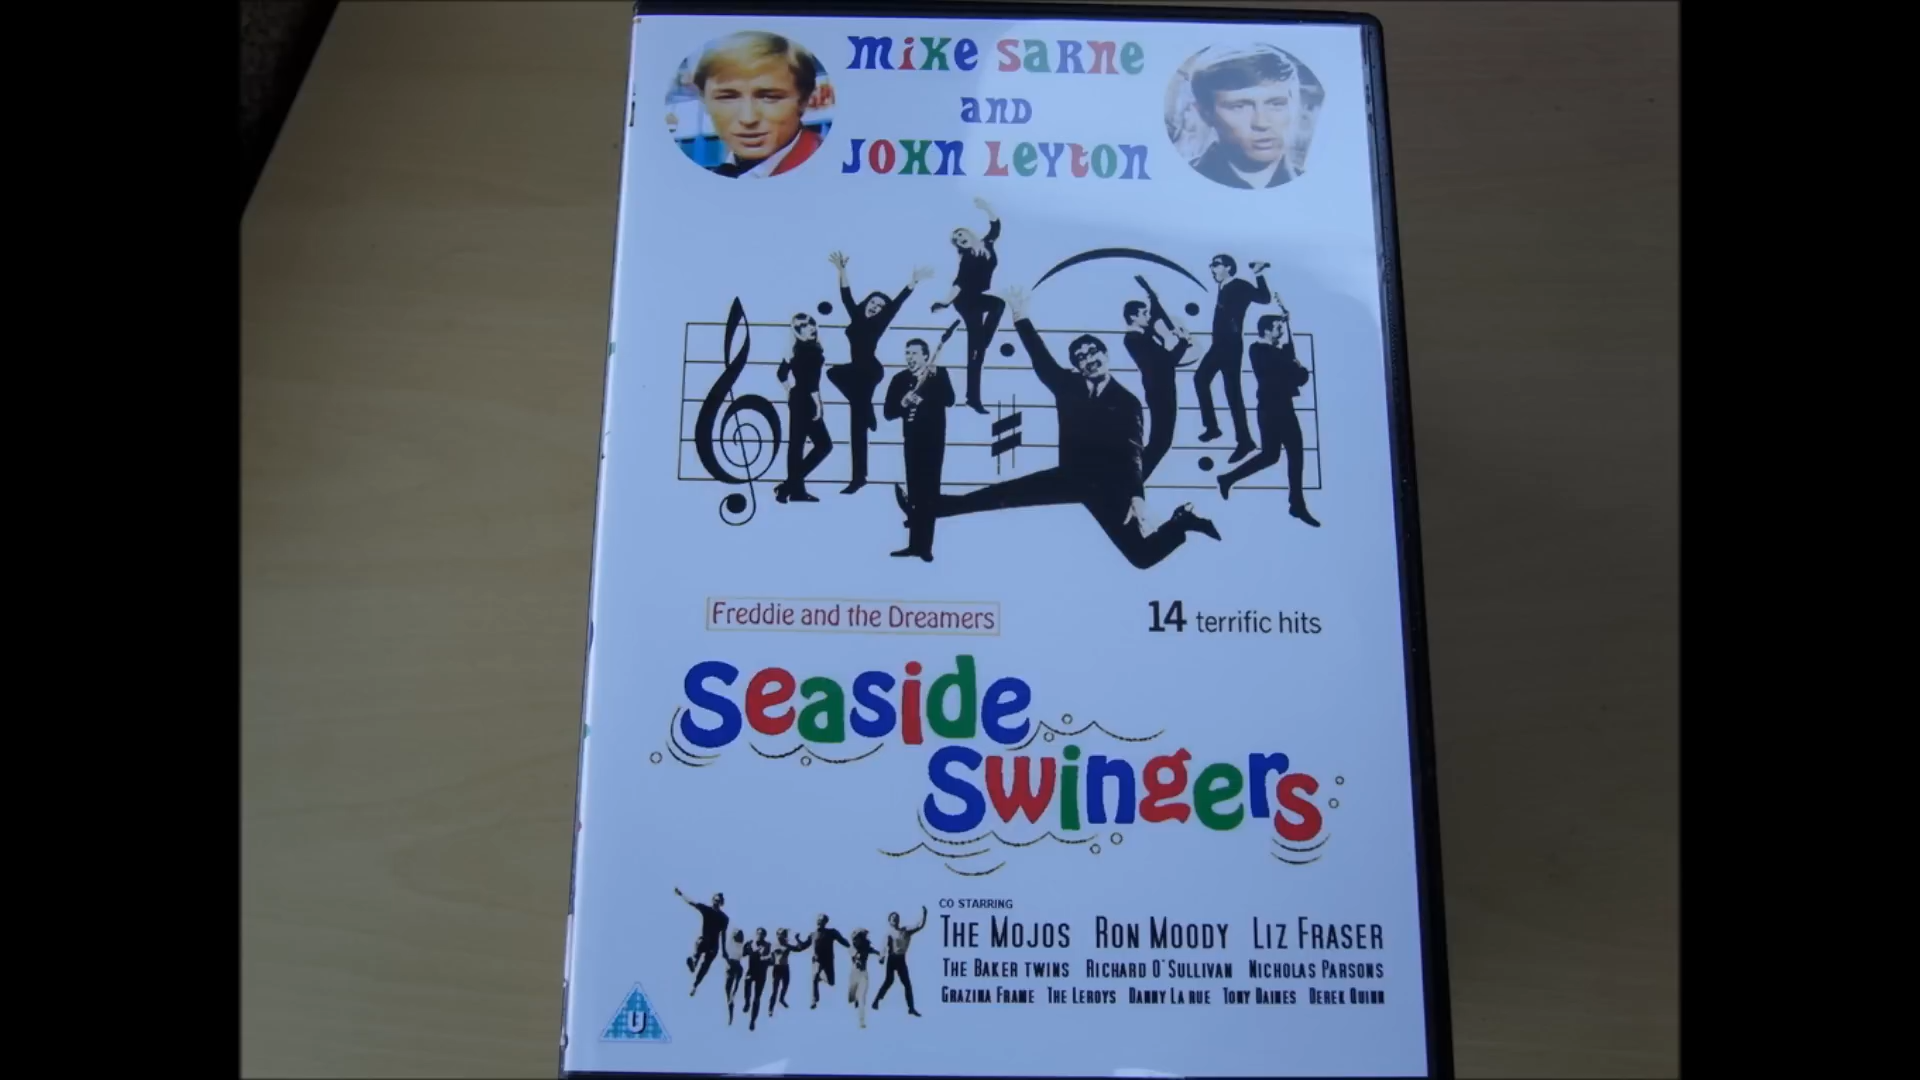 MIKE SARNE
AND
JOHN LEYTON
Freddie and the Dreamers
14 terrific hits
Seaside
Swingers
CO STARRING
THE MOJOS RON MOODY LIZ FRASER
THE BAKER TWINS RICHARD O'SULLIVAN NICHOLAS PARSONS
GRAZINA FRAME THE LEROYS DANNY LA RUE TONY DAINES DEREK QUINN
U